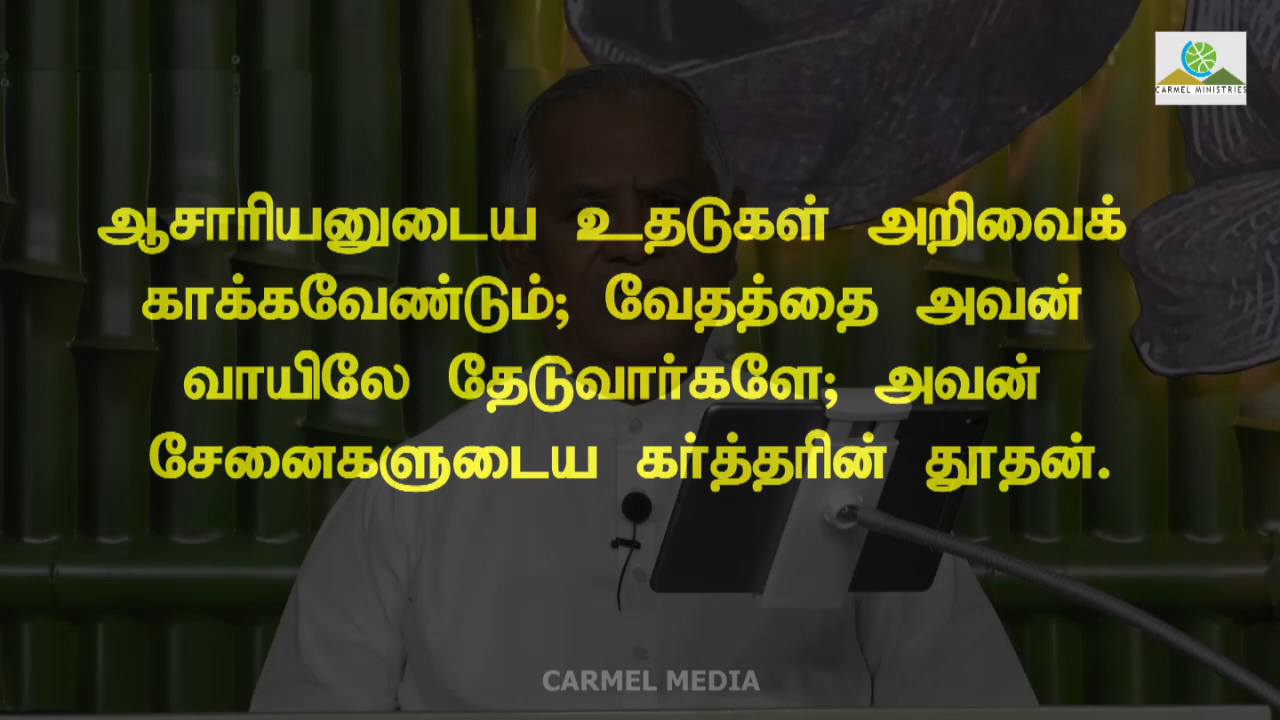 CARMEL MINISTRIES
ஆசாரியனுடைய உதடுகள் அறிவைக்
காக்கவேண்டும்; வேதத்தை அவன்
வாயிலே தேடுவார்களே; அவன்
சேனைகளுடைய கர்த்தரின் தூதன்.
CARMEL MEDIA